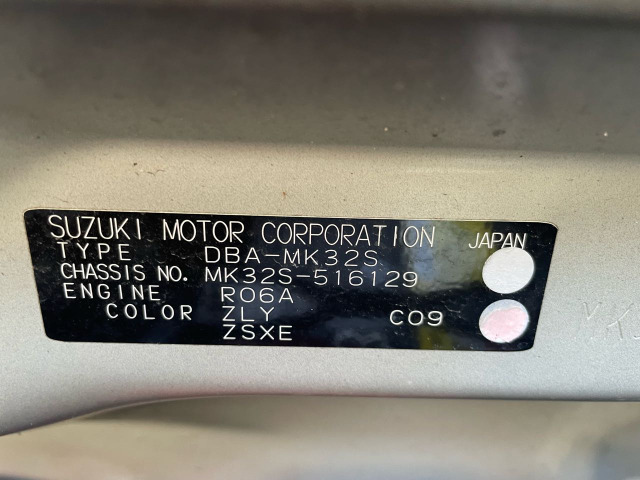 SUZUKI MOTOR CORPORATION JAPAN
TYPE DBA-MK32S
CHASSIS NO. MK32S-516129
ENGINE R06A
COLOR ZLY C09
ZSXE